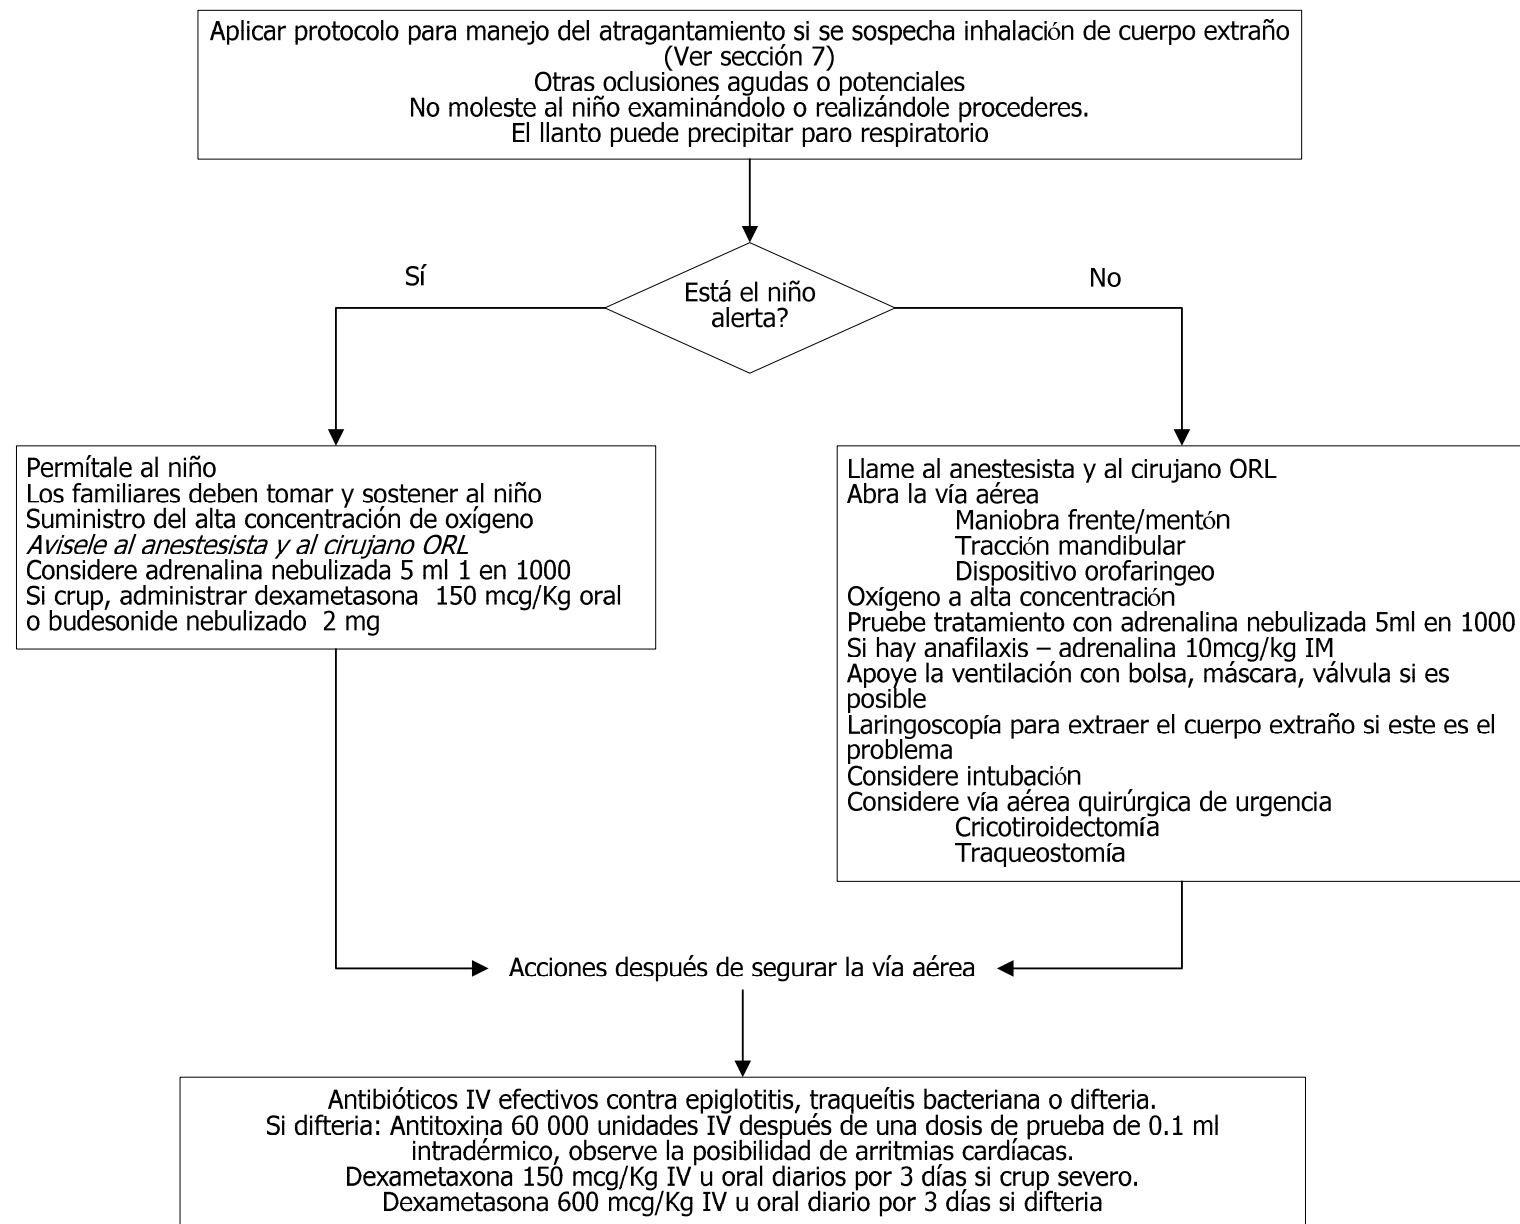 Aplicar protocolo para manejo del atragantamiento si se sospecha inhalación de cuerpo extraño
(Ver sección 7)
Otras oclusiones agudas o potenciales
No moleste al niño examinándolo o realizándole procederes.
El llanto puede precipitar paro respiratorio
Sí
Está el niño
alerta?
No
Permítale al niño
Los familiares deben tomar y sostener al niño
Suministro del alta concentración de oxígeno
Avisele al anestesista y al cirujano ORL
Considere adrenalina nebulizada 5 ml 1 en 1000
Si crup, administrar dexametasona 150 mcg/Kg oral
o budesonide nebulizado 2 mg
Llame al anestesista y al cirujano ORL
Abra la vía aérea
Maniobra frente/mentón
Tracción mandibular
Dispositivo orofaringeo
Oxígeno a alta concentración
Pruebe tratamiento con adrenalina nebulizada 5ml en 1000
Si hay anafilaxis – adrenalina 10mcg/kg IM
Apoye la ventilación con bolsa, máscara, válvula si es
posible
Laringoscopía para extraer el cuerpo extraño si este es el
problema
Considere intubación
Considere vía aérea quirúrgica de urgencia
Cricotiroidectomía
Traqueostomía
Acciones después de segurar la vía aérea
Antibióticos IV efectivos contra epiglotitis, traqueítis bacteriana o difteria.
Si difteria: Antitoxina 60 000 unidades IV después de una dosis de prueba de 0.1 ml
intradérmico, observe la posibilidad de arritmias cardíacas.
Dexametaxona 150 mcg/Kg IV u oral diarios por 3 días si crup severo.
Dexametasona 600 mcg/Kg IV u oral diario por 3 días si difteria